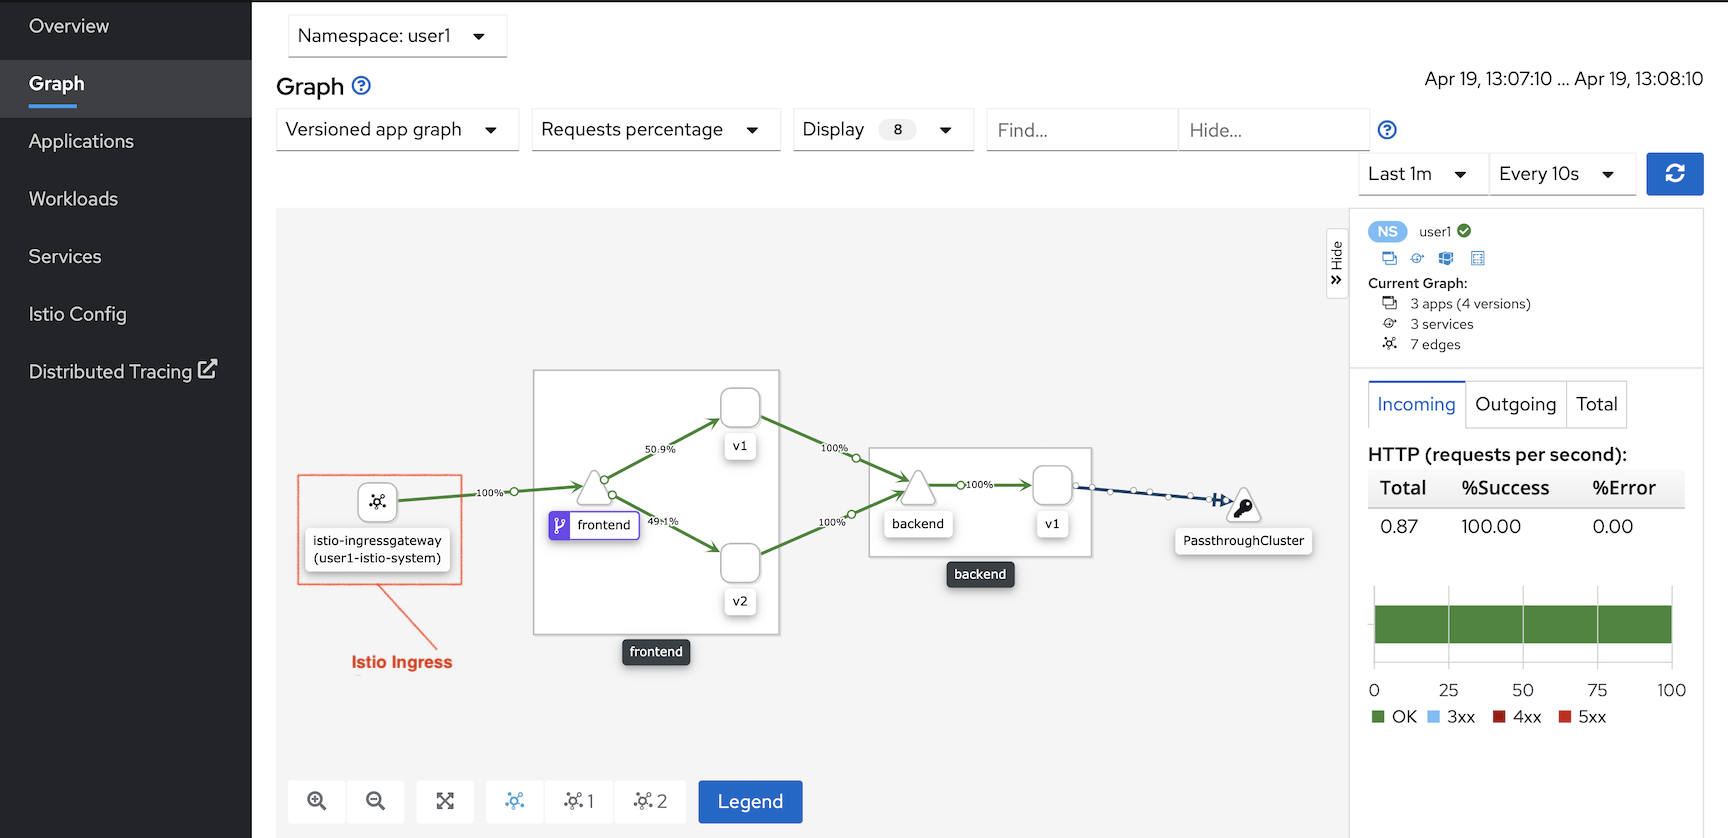 Overview
Graph
Applications
Workloads
Services
Istio Config
Distributed Tracing
Namespace: user1
Graph
Apr 19, 13:07:10 ... Apr 19, 13:08:10
Versioned app graph
Requests percentage
Display 8
Find...
Hide...
Last 1m
Every 10s
Hide
NS user1
Current Graph:
3 apps (4 versions)
3 services
7 edges
Incoming
Outgoing
Total
HTTP (requests per second):
Total %Success %Error
0.87 100.00 0.00
0 25 50 75 100
OK 3xx 4xx 5xx
istio-ingressgateway
(user1-istio-system)
Istio Ingress
100%
frontend
50.9%
49.1%
v1
v2
frontend
100%
100%
backend
100%
v1
backend
PassthroughCluster
1
2
Legend